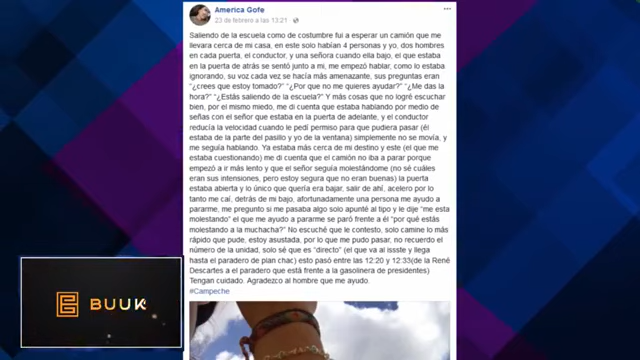 America Gofe
23 de febrero a las 13:21
Saliendo de la escuela como de costumbre fui a esperar un camión que me
llevara cerca de mi casa, en este solo habían 4 personas y yo, dos hombres
en cada puerta, el conductor, y una señora cuando ella bajo, el que estaba
en la puerta de atrás se sentó junto a mi, me empezó hablar, como lo estaba
ignorando, su voz cada vez se hacía más amenazante, sus preguntas eran
"¿crees que estoy tomado?" "¿Por que no me quieres ayudar?" "¿Me das la
hora?" "¿Estás saliendo de la escuela?" Y más cosas que no logré escuchar
bien, por el mismo miedo, me di cuenta que estaba hablando por medio de
señas con el señor que estaba en la puerta de adelante, y el conductor
reducía la velocidad cuando le pedí permiso para que pudiera pasar (él
estaba de la parte del pasillo y yo de la ventana) simplemente no se movía, y
me seguía hablando. Ya estaba más cerca de mi destino y este (el que me
estaba cuestionando) me di cuenta que el camión no iba a parar porque
empezó a ir más lento y que el señor seguía molestándome (no sé cuáles
eran sus intensiones, pero estoy segura que no eran buenas) la puerta
estaba abierta y lo único que quería era bajar, salir de ahí, acelero por lo
tanto me caí, detrás de mi bajo, afortunadamente una persona me ayudo a
pararme, me pregunto si me pasaba algo solo apunté al tipo y le dije "me esta
molestando" el que me ayudo a pararme se paró frente a él "por qué estás
molestando a la muchacha?" No escuché que le contesto, solo camine lo más
rápido que pude, estoy asustada, por lo que me pudo pasar, no recuerdo el
número de la unidad, solo sé que es "directo" (el que va al issste y llega
hasta el paradero de plan chac) esto pasó entre las 12:20 y 12:33(de la René
Descartes a el paradero que está frente a la gasolinera de presidentes)
Tengan cuidado. Agradezco al hombre que me ayudo.
#Campeche
BUUK